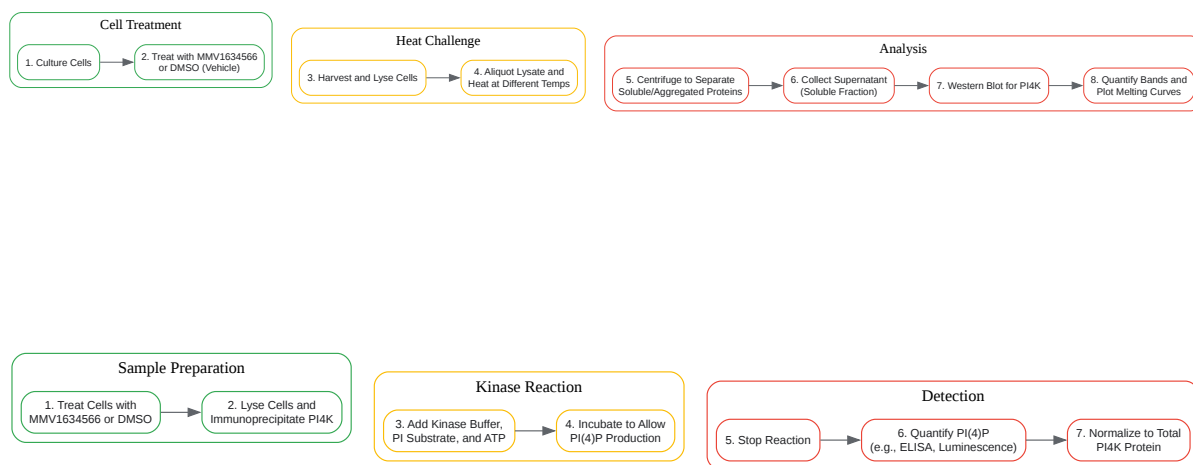 Cell Treatment
1. Culture Cells
2. Treat with MMV1634566
or DMSO (Vehicle)
Heat Challenge
3. Harvest and Lyse Cells
4. Aliquot Lysate and
Heat at Different Temps
Analysis
5. Centrifuge to Separate
Soluble/Aggregated Proteins
6. Collect Supernatant
(Soluble Fraction)
7. Western Blot for PI4K
8. Quantify Bands and
Plot Melting Curves
Sample Preparation
1. Treat Cells with
MMV1634566 or DMSO
2. Lyse Cells and
Immunoprecipitate PI4K
Kinase Reaction
3. Add Kinase Buffer,
PI Substrate, and ATP
4. Incubate to Allow
PI(4)P Production
Detection
5. Stop Reaction
6. Quantify PI(4)P
(e.g., ELISA, Luminescence)
7. Normalize to Total
PI4K Protein